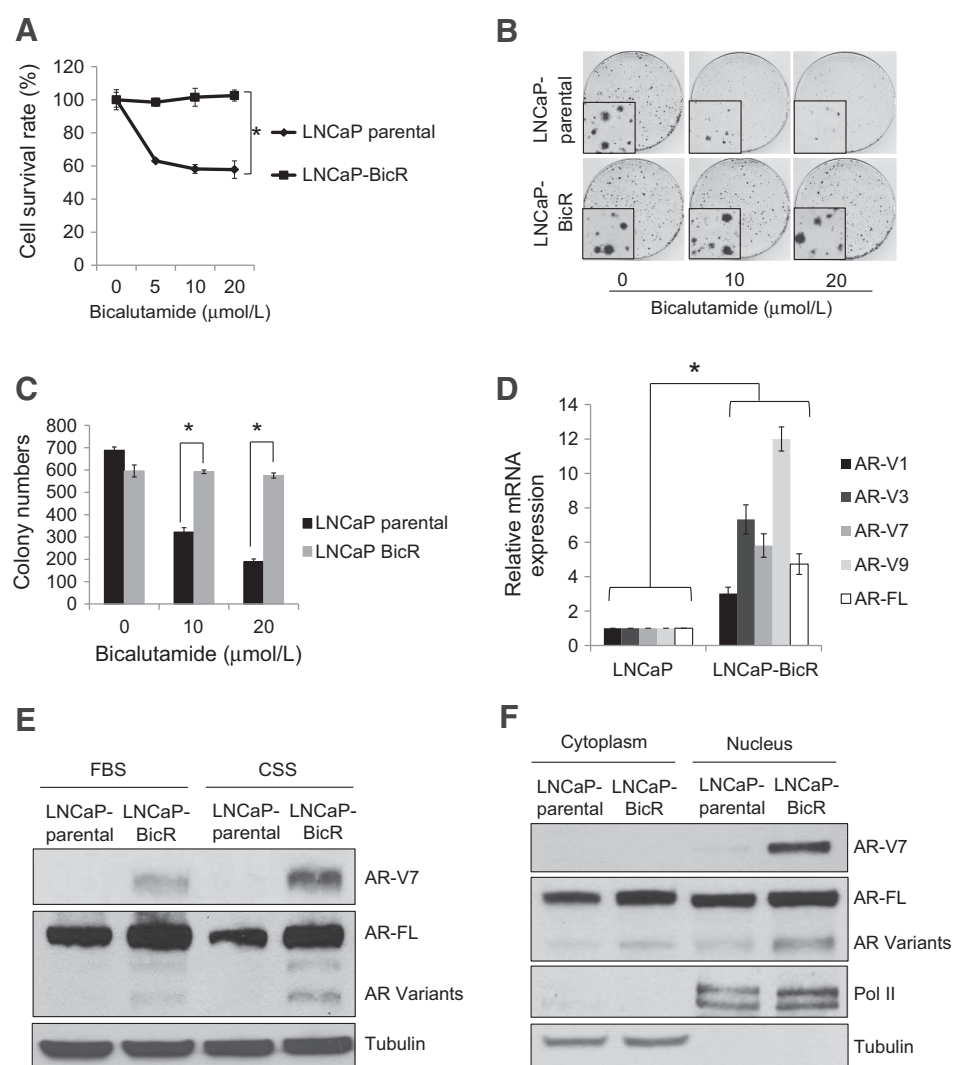 A
Cell survival rate (%)
120
100
80
60
40
20
0
*
LNCaP parental
LNCaP-BicR
0 5 10 20
Bicalutamide (μmol/L)
B
LNCaP-
parental
LNCaP-
BicR
0 10 20
Bicalutamide (μmol/L)
C
Colony numbers
800
700
600
500
400
300
200
100
0
* *
LNCaP parental
LNCaP BicR
0 10 20
Bicalutamide (μmol/L)
D
Relative mRNA
expression
*
14
12
10
8
6
4
2
0
AR-V1
AR-V3
AR-V7
AR-V9
AR-FL
LNCaP LNCaP-BicR
E
FBS CSS
LNCaP-
parental
LNCaP-
BicR
LNCaP-
parental
LNCaP-
BicR
AR-V7
AR-FL
AR Variants
Tubulin
F
Cytoplasm Nucleus
LNCaP-
parental
LNCaP-
BicR
LNCaP-
parental
LNCaP-
BicR
AR-V7
AR-FL
AR Variants
Pol II
Tubulin